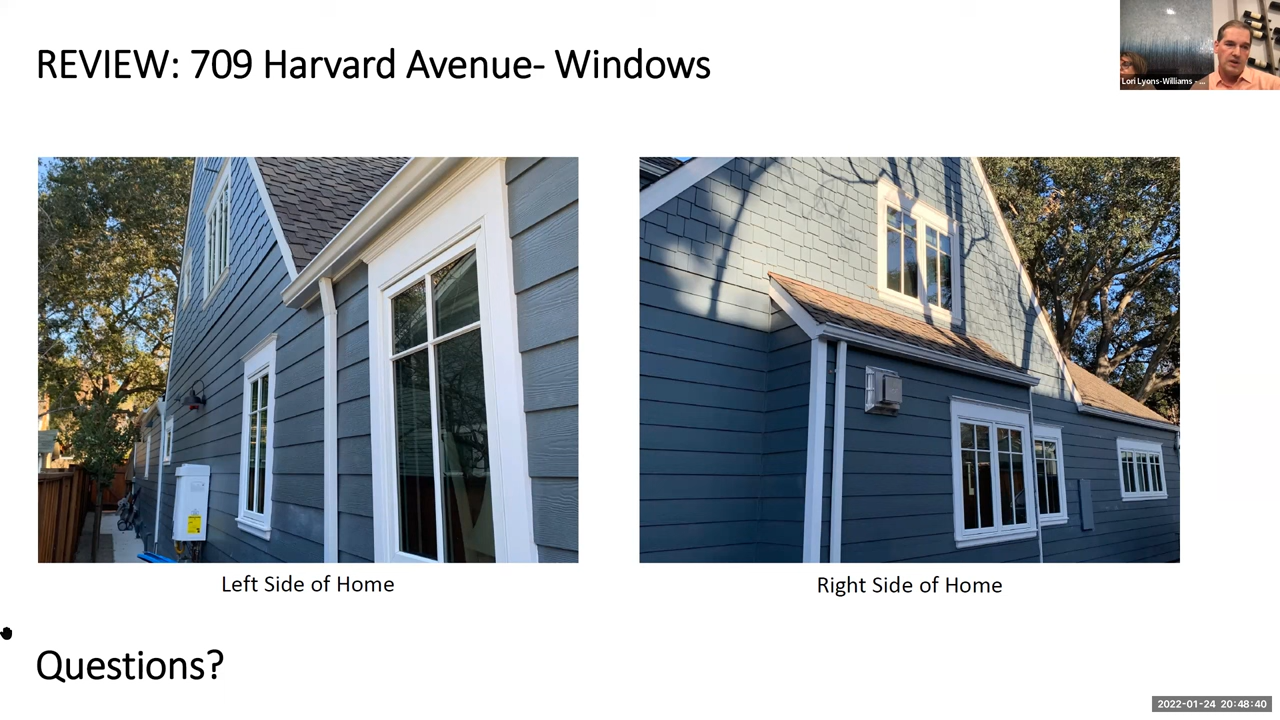 REVIEW: 709 Harvard Avenue- Windows
Lori Lyons-Williams - ...
Left Side of Home
Right Side of Home
Questions?
2022-01-24 20:48:40